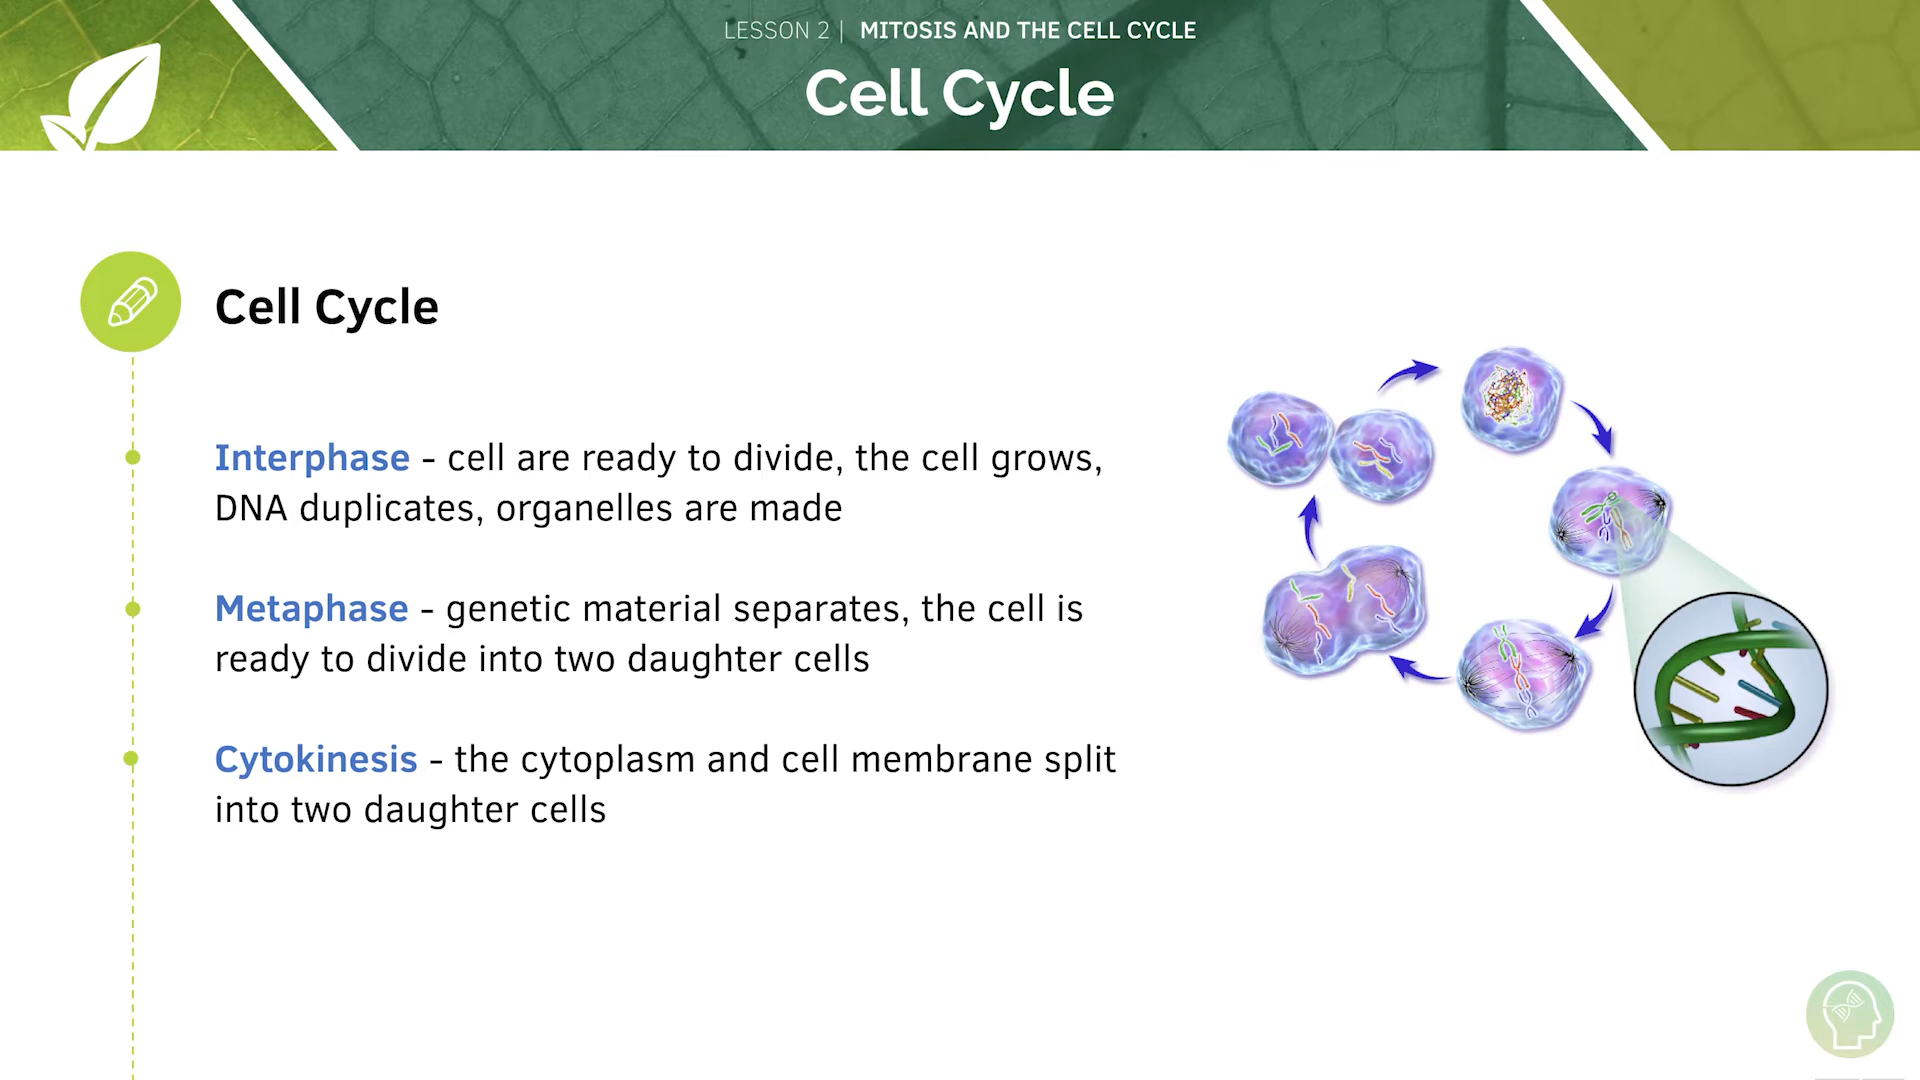 LESSON 2 | MITOSIS AND THE CELL CYCLE
Cell Cycle
Cell Cycle
Interphase - cell are ready to divide, the cell grows,
DNA duplicates, organelles are made
Metaphase - genetic material separates, the cell is
ready to divide into two daughter cells
Cytokinesis - the cytoplasm and cell membrane split
into two daughter cells